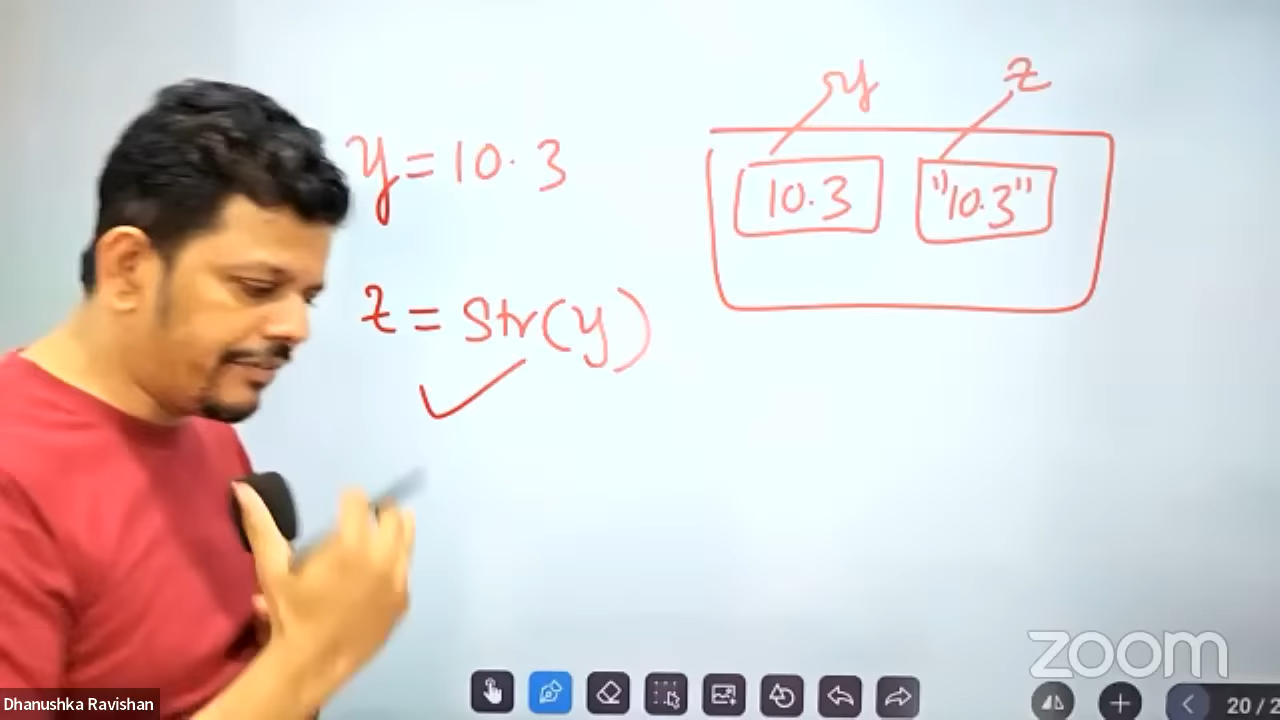 y z
y = 10.3
10.3 "10.3"
z = str(y)
zoom
Dhanushka Ravishan
20/2